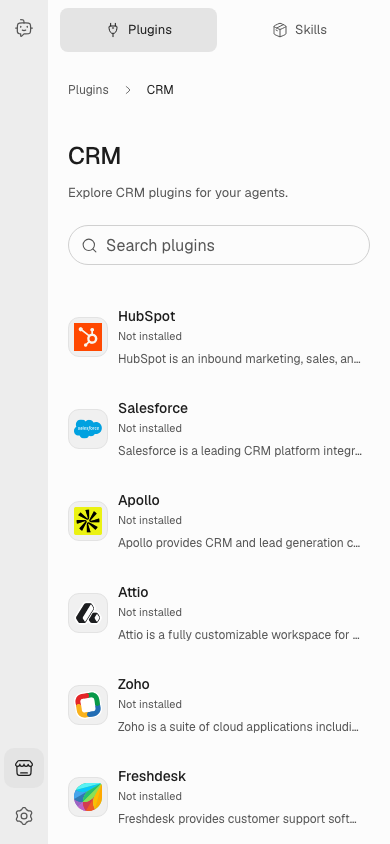 Plugins
Skills
Plugins
CRM
CRM
Explore CRM plugins for your agents.
Search plugins
HubSpot
Not installed
HubSpot is an inbound marketing, sales, an...
Salesforce
Not installed
salesforce
Salesforce is a leading CRM platform integr...
Apollo
Not installed
Apollo provides CRM and lead generation c...
Attio
Not installed
Attio is a fully customizable workspace for ...
Zoho
Not installed
Zoho is a suite of cloud applications includi...
Freshdesk
Not installed
Freshdesk provides customer support soft...